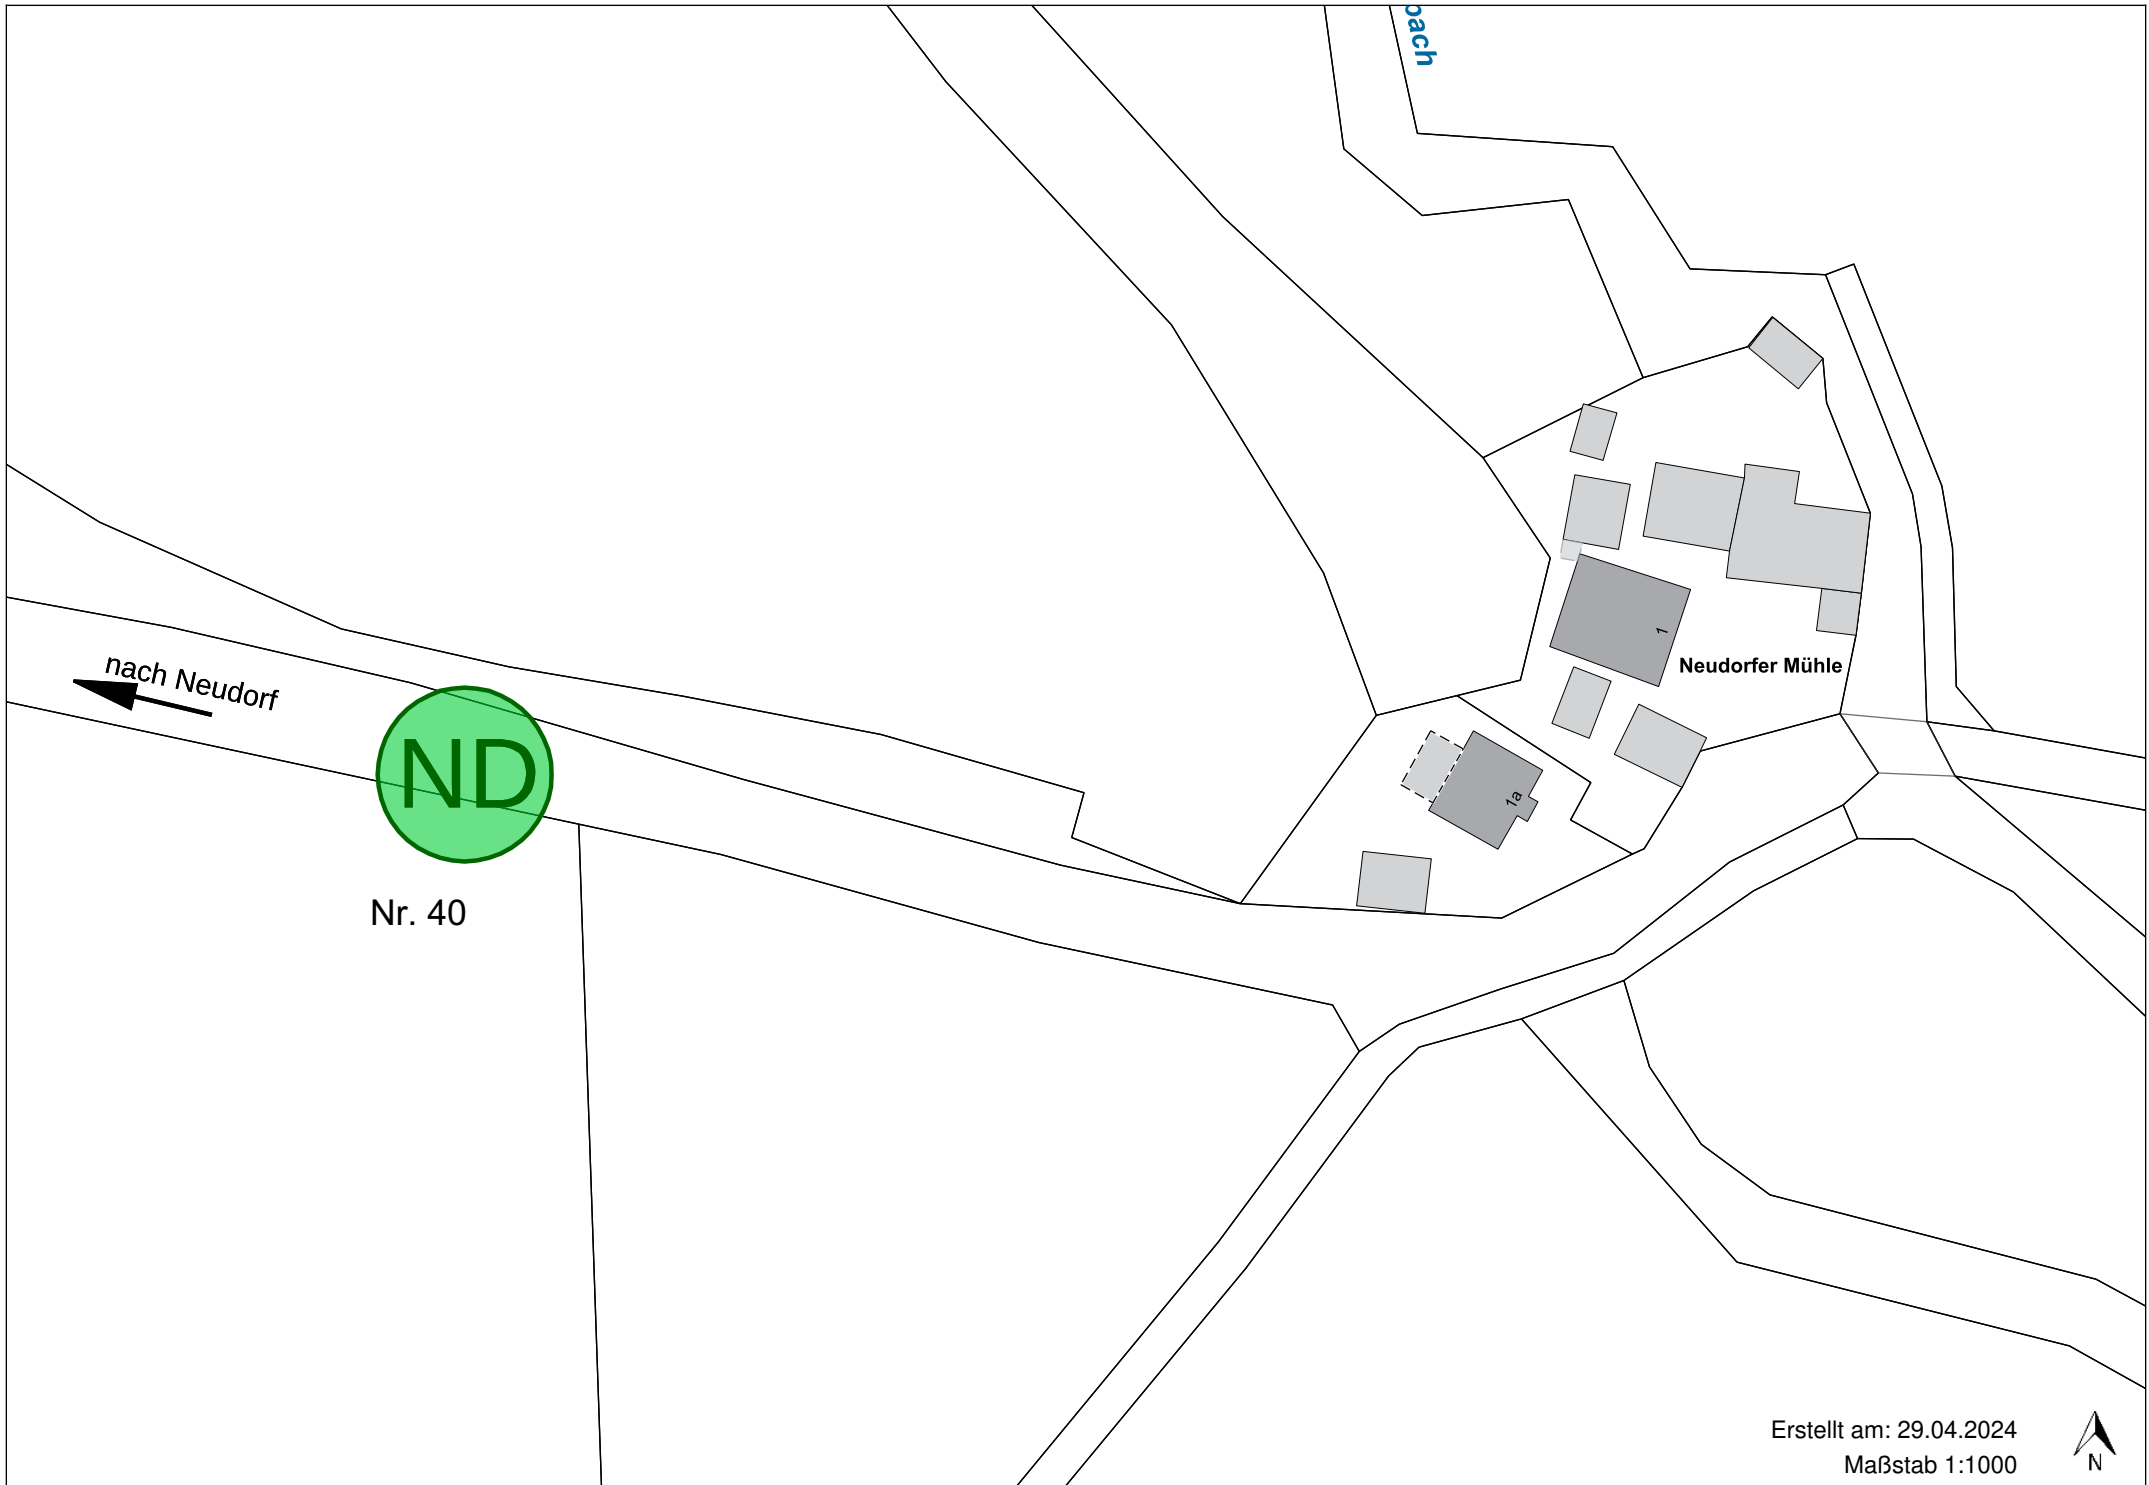 bach
nach Neudorf
ND
Nr. 40
1
Neudorfer Mühle
1a
Erstellt am: 29.04.2024
Maßstab 1:1000
N